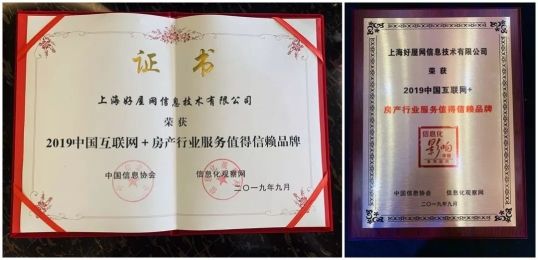 证书
上海好屋网信息技术有限公司
荣获
2019中国互联网+房产行业服务值得信赖品牌
中国信息协会 信息化观察网
二〇一九年九月
上海好屋网信息技术有限公司
荣获
2019中国互联网+
房产行业服务值得信赖品牌
信息化
影响
中国信息协会 信息化观察网
二〇一九年九月